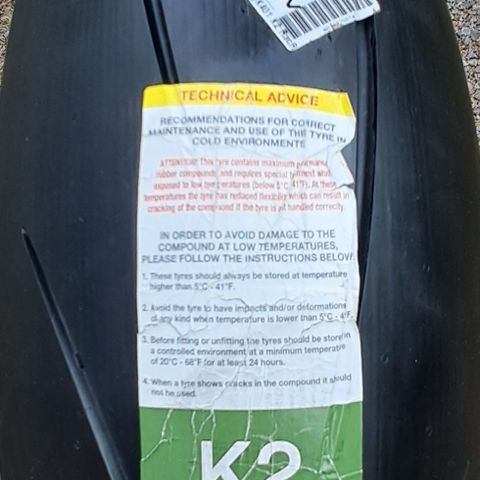 TECHNICAL ADVICE
RECOMMENDATIONS FOR CORRECT
MAINTENANCE AND USE OF THE TYRE IN
COLD ENVIRONMENTE
ATTENTION: This tyre contains maximum performance
rubber compounds and requires special tretment when
exposed to low temperatures (below 5°C 41°F). At these
temperatures the tyre has reduced flexibility which can result in
cracking of the compound if the tyre is not handled correctly.
IN ORDER TO AVOID DAMAGE TO THE
COMPOUND AT LOW TEMPERATURES,
PLEASE FOLLOW THE INSTRUCTIONS BELOW.
1. These tyres should always be stored at temperature
higher than 5°C - 41°F.
2. Avoid the tyre to have impacts and/or deformations
of any kind when temperature is lower than 5°C - 4°F.
3. Before fitting or unfitting the tyres should be store in
a controlled environment at a minimum temperature
of 20°C - 68°F for at least 24 hours.
4. When a tyre shows cracks in the compound it should
not be used.
K2